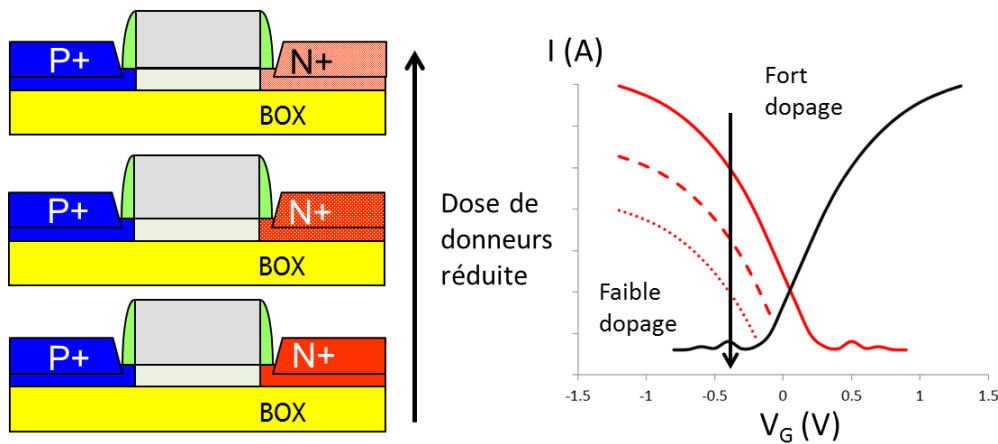 P+
N+
BOX
P+
N+
BOX
P+
N+
BOX
Dose de
donneurs
réduite
I (A)
Fort
dopage
Faible
dopage
-1.5
-1
-0.5
0
0.5
1
1.5
V_G (V)